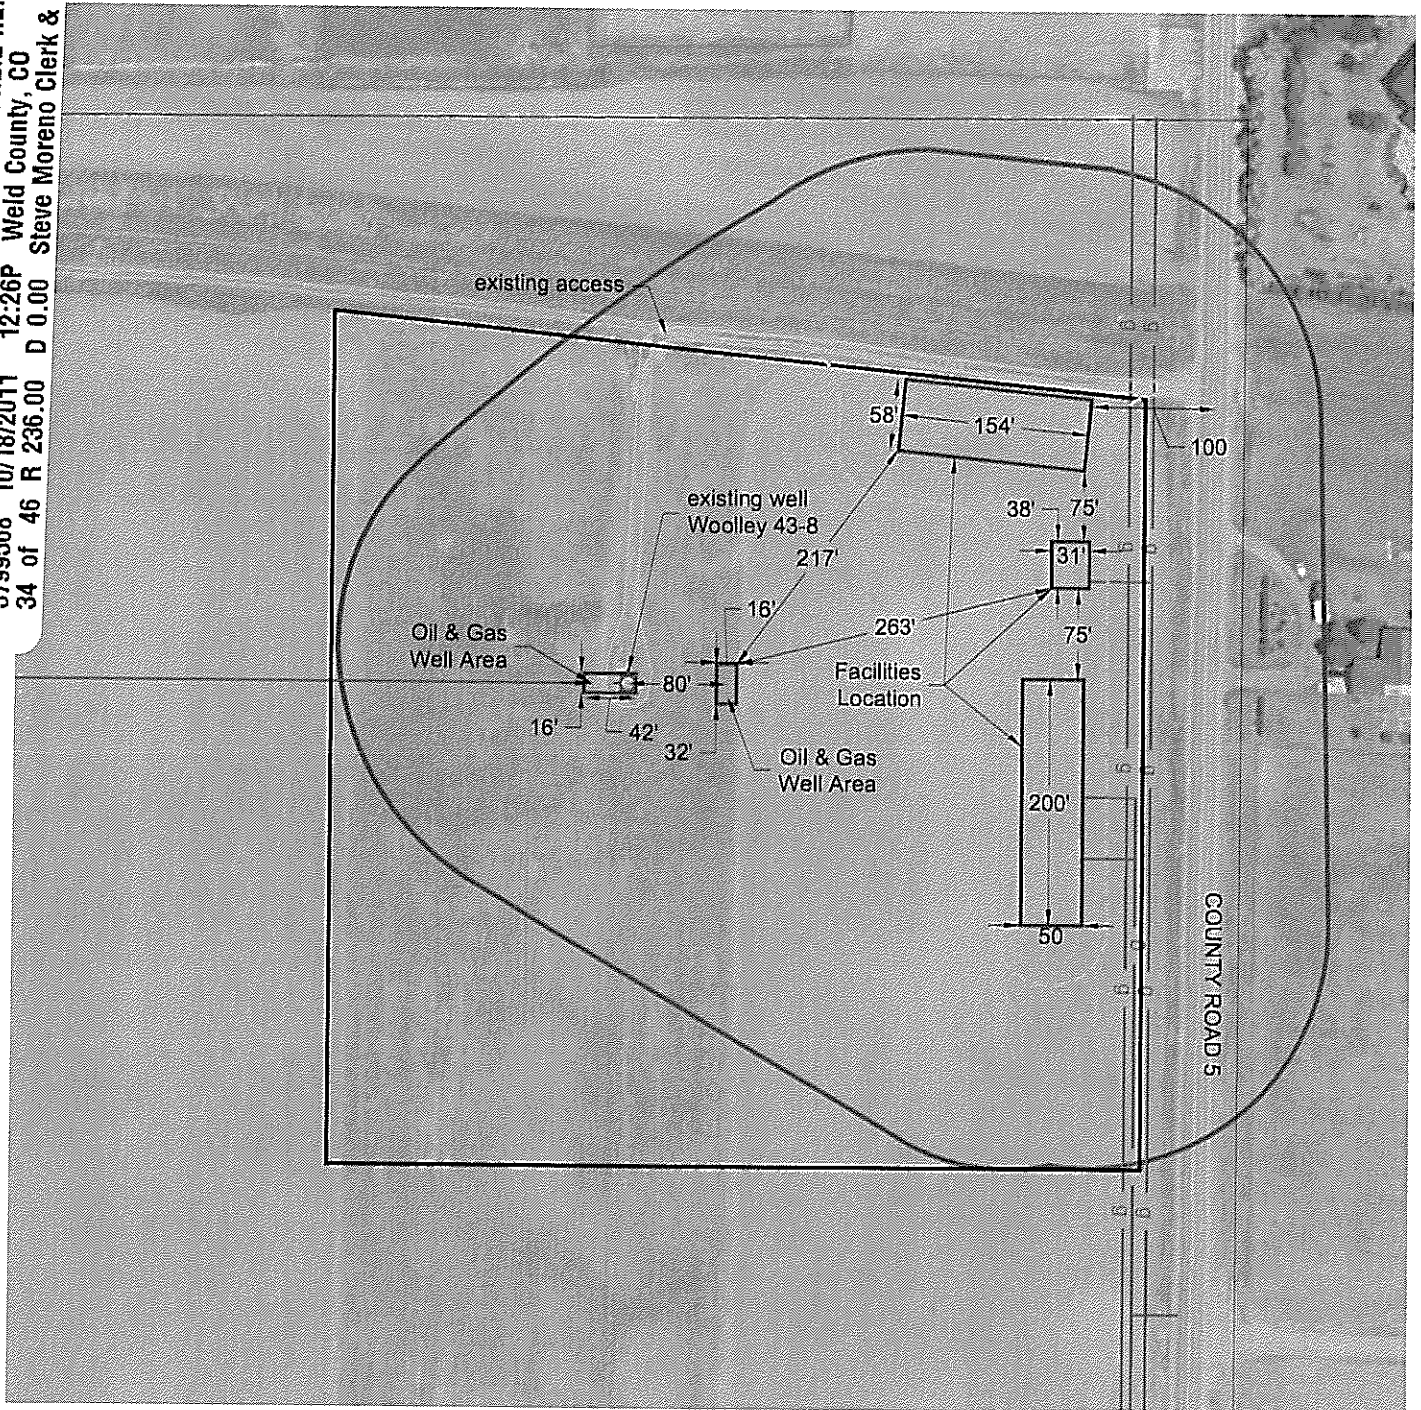 10/18/2011 12:26P Weld County, CO
34 of 46 R 236.00 D 0.00 Steve Moreno Clerk &
existing access
58'
154'
100
existing well
Woolley 43-8
38'
75'
31'
217'
16'
263'
75'
Oil & Gas
Well Area
80'
Facilities
Location
16'
42'
32'
Oil & Gas
Well Area
200'
50
COUNTY ROAD 5